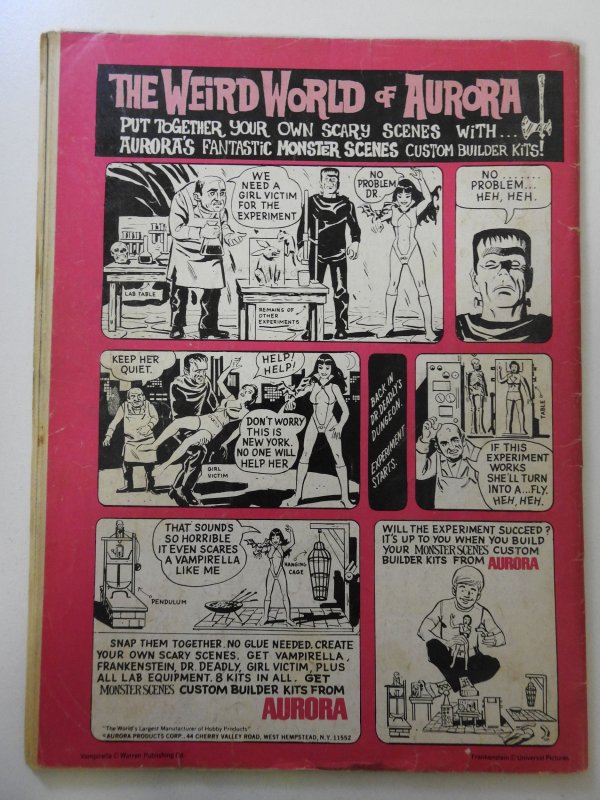 THE WEIRD WORLD OF AURORA
PUT TOGETHER YOUR OWN SCARY SCENES WITH...
AURORA'S FANTASTIC MONSTER SCENES CUSTOM BUILDER KITS!
WE
NEED A
GIRL VICTIM
FOR THE
EXPERIMENT
NO
PROBLEM
DR.
LAB TABLE
REMAINS OF
OTHER
EXPERIMENTS
NO.......
PROBLEM...
HEH, HEH.
KEEP HER
QUIET.
HELP!
HELP!
DON'T WORRY
THIS IS
NEW YORK.
NO ONE WILL
HELP HER.
GIRL
VICTIM
BACK IN
DR. DEADLY'S
DUNGEON.
EXPERIMENT
STARTS.
TABLE
IF THIS
EXPERIMENT
WORKS
SHE'LL TURN
INTO A...FLY.
HEH, HEH.
THAT SOUNDS
SO HORRIBLE
IT EVEN SCARES
A VAMPIRELLA
LIKE ME
HANGING
CAGE
PENDULUM
SNAP THEM TOGETHER. NO GLUE NEEDED. CREATE
YOUR OWN SCARY SCENES. GET VAMPIRELLA,
FRANKENSTEIN, DR. DEADLY, GIRL VICTIM, PLUS
ALL LAB EQUIPMENT. 8 KITS IN ALL. GET
MONSTER SCENES CUSTOM BUILDER KITS FROM
AURORA
"The World's Largest Manufacturer of Hobby Products"
© AURORA PRODUCTS CORP., 44 CHERRY VALLEY ROAD, WEST HEMPSTEAD, N.Y. 11552
WILL THE EXPERIMENT SUCCEED?
IT'S UP TO YOU WHEN YOU BUILD
YOUR MONSTER SCENES CUSTOM
BUILDER KITS FROM AURORA
Vampirella © Warren Publishing Co.
Frankenstein © Universal Pictures